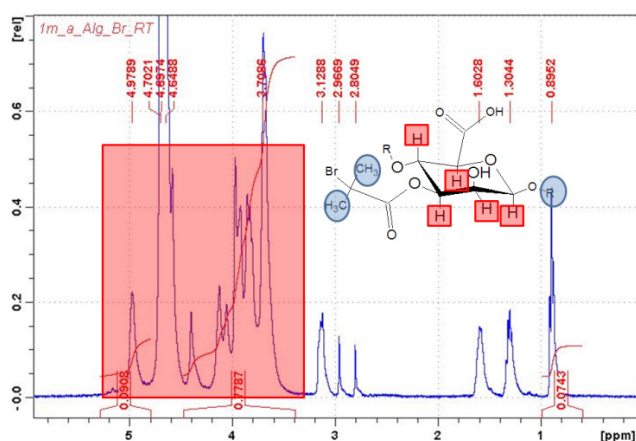 1m_a_Alg_Br_RT
[rel]
4.9789
4.7021
4.6974
4.6488
3.7086
3.1288
2.9669
2.8049
1.6028
1.3044
0.8952
0.6
0.4
0.2
-0.0
O
OH
R
H
O
H
OH
Br
CH₃
H₃C
O
O
H
H
H
O
R
O
0.0908
0.7787
0.0743
5
4
3
2
1
[ppm]